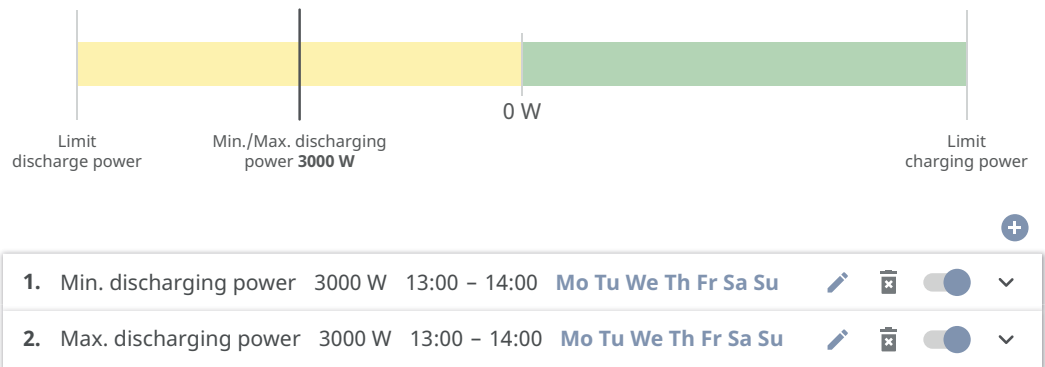 0 W
Limit
discharge power
Min./Max. discharging
power 3000 W
Limit
charging power
1. Min. discharging power 3000 W 13:00 – 14:00 Mo Tu We Th Fr Sa Su
2. Max. discharging power 3000 W 13:00 – 14:00 Mo Tu We Th Fr Sa Su